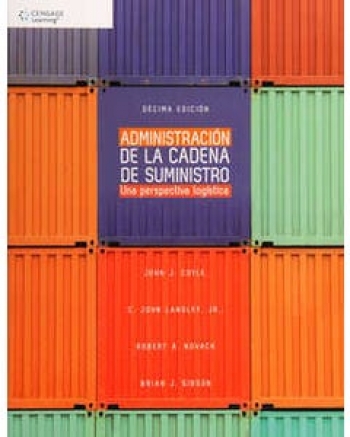 CENGAGE
Learning
DÉCIMA EDICIÓN
ADMINISTRACIÓN
DE LA CADENA
DE SUMINISTRO
Una perspectiva logística
JOHN J. COYLE
C. JOHN LANGLEY, JR.
ROBERT A. NOVACK
BRIAN J. GIBSON